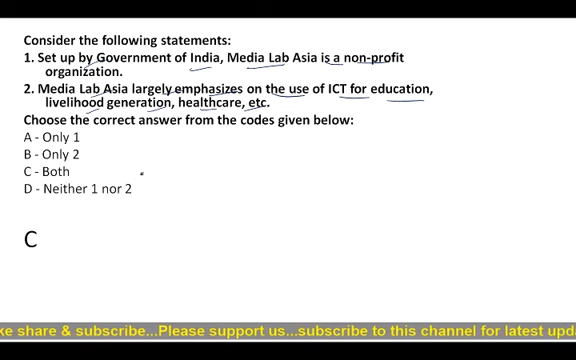 Consider the following statements:
1. Set up by Government of India, Media Lab Asia is a non-profit
organization.
2. Media Lab Asia largely emphasizes on the use of ICT for education,
livelihood generation, healthcare, etc.
Choose the correct answer from the codes given below:
A - Only 1
B - Only 2
C - Both
D - Neither 1 nor 2
C
ke share & subscribe...Please support us...subscribe to this channel for latest upd